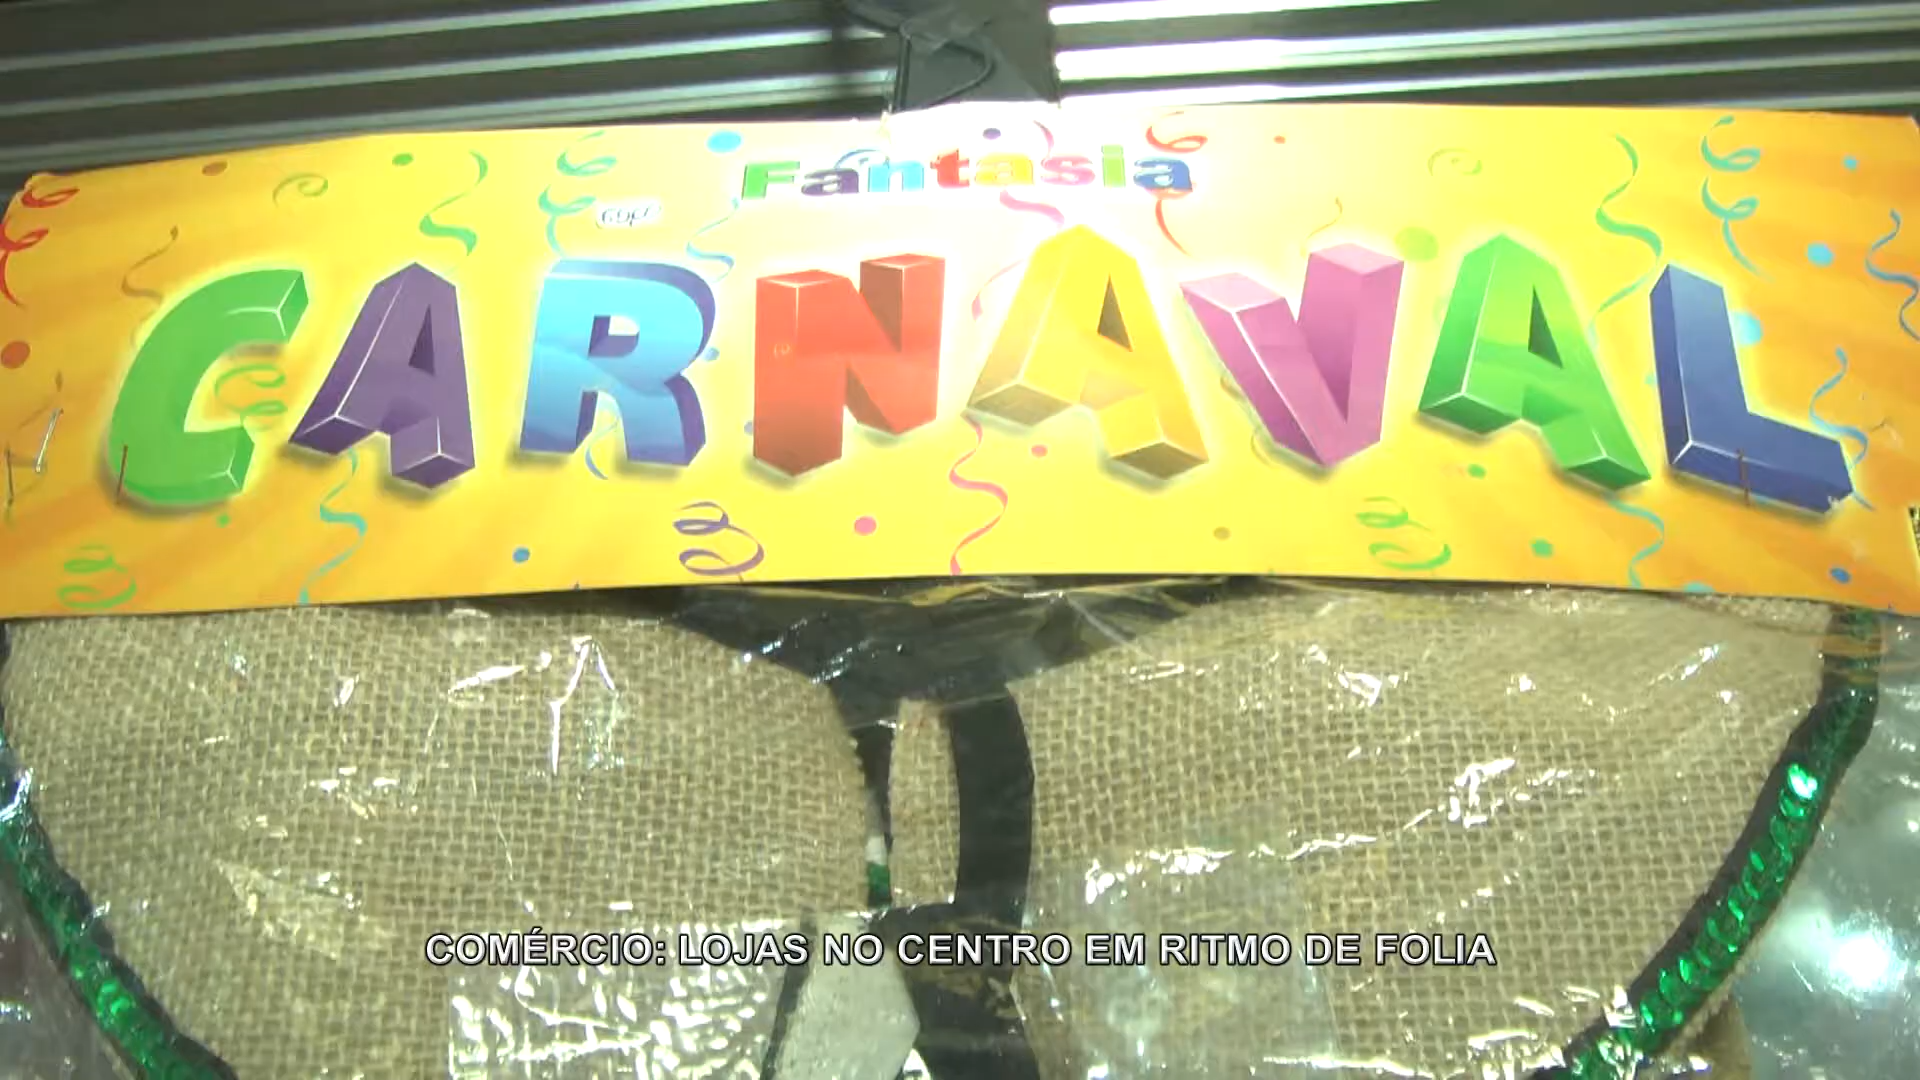 Fantasia
CARNAVAL
COMÉRCIO: LOJAS NO CENTRO EM RITMO DE FOLIA